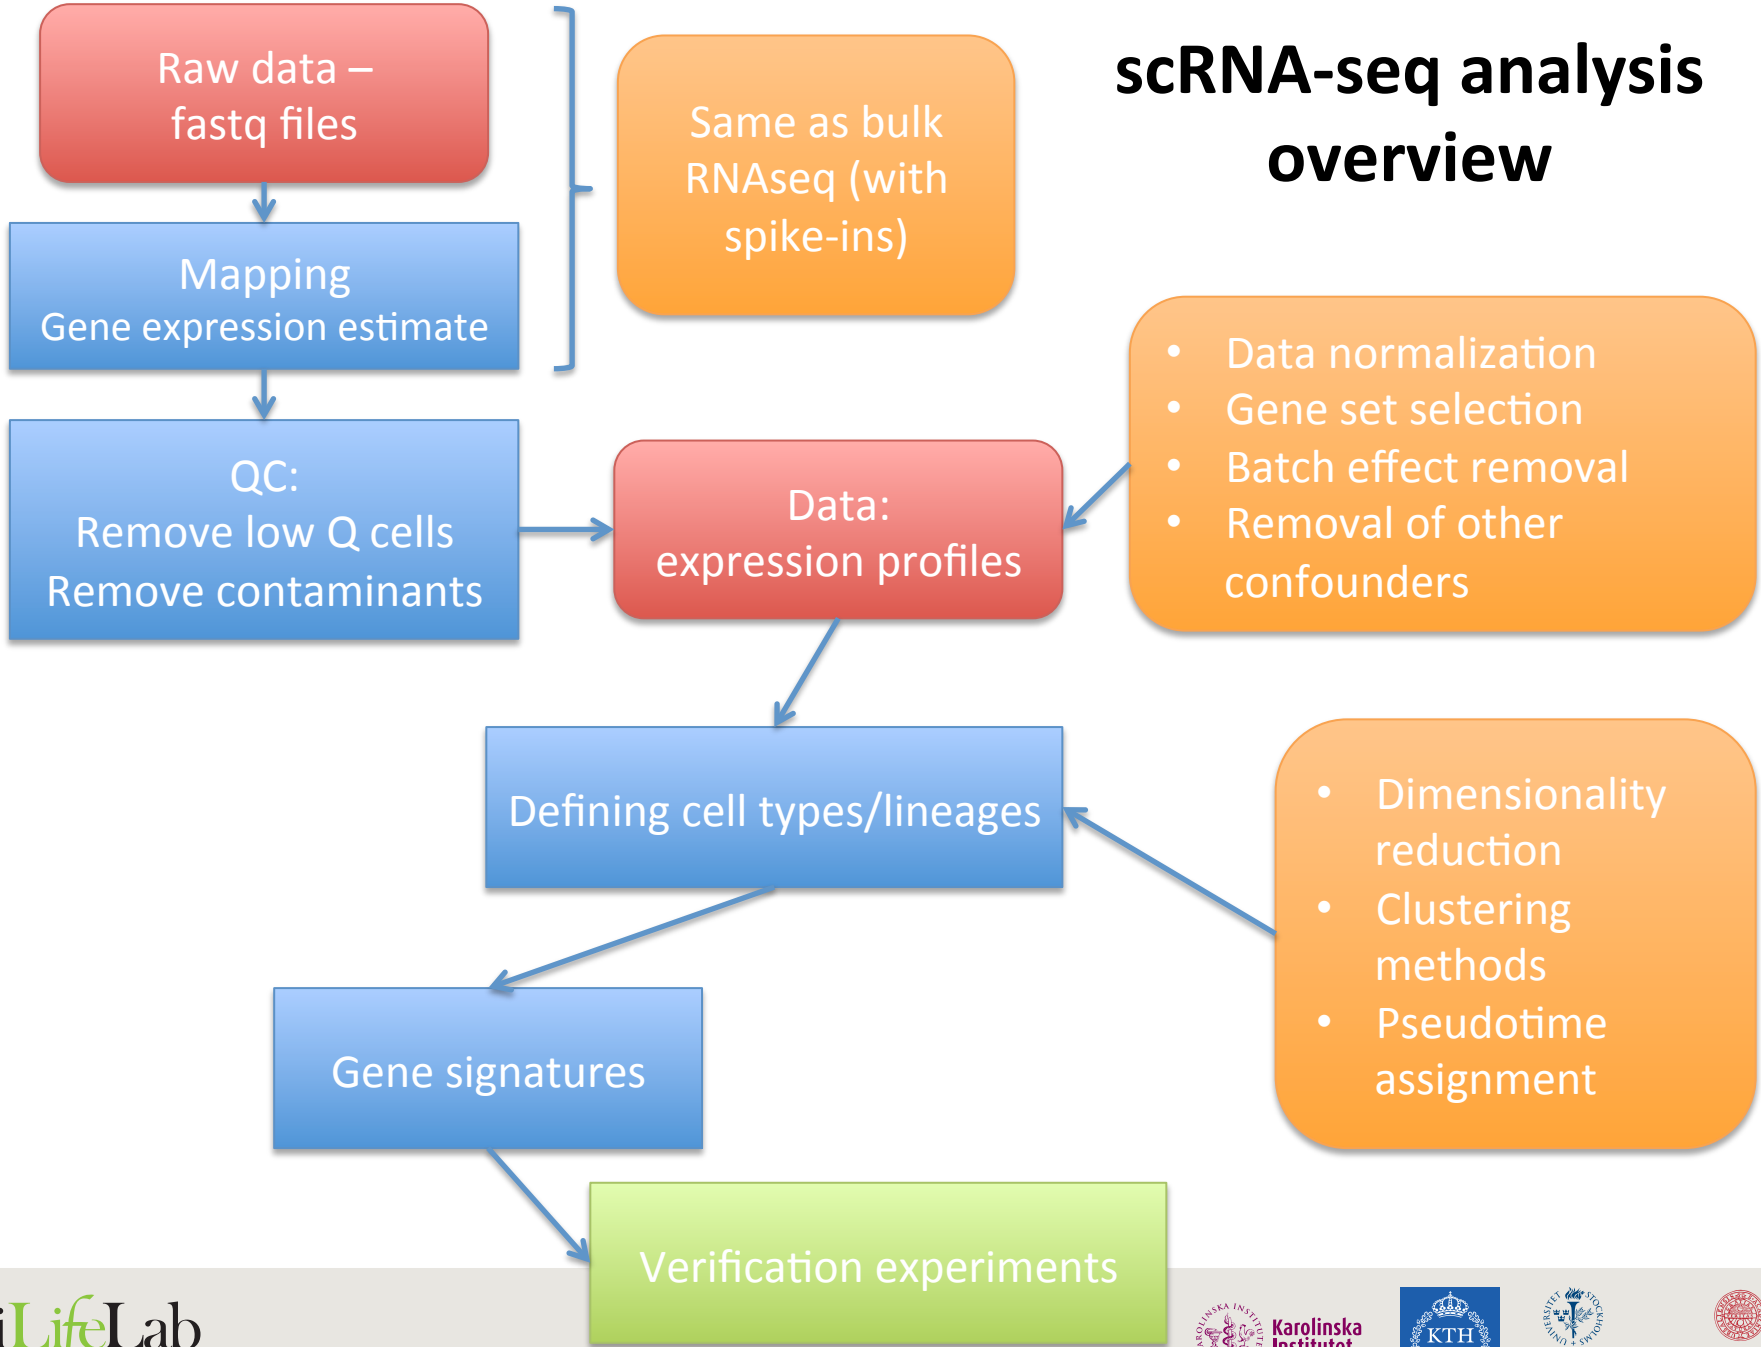 scRNA-seq analysis
overview
Raw data –
fastq files
Same as bulk
RNAseq (with
spike-ins)
Mapping
Gene expression estimate
• Data normalization
• Gene set selection
• Batch effect removal
• Removal of other
confounders
QC:
Remove low Q cells
Remove contaminants
Data:
expression profiles
Defining cell types/lineages
• Dimensionality
reduction
• Clustering
methods
• Pseudotime
assignment
Gene signatures
Verification experiments
iLifeLab
Karolinska
Institutet
KTH